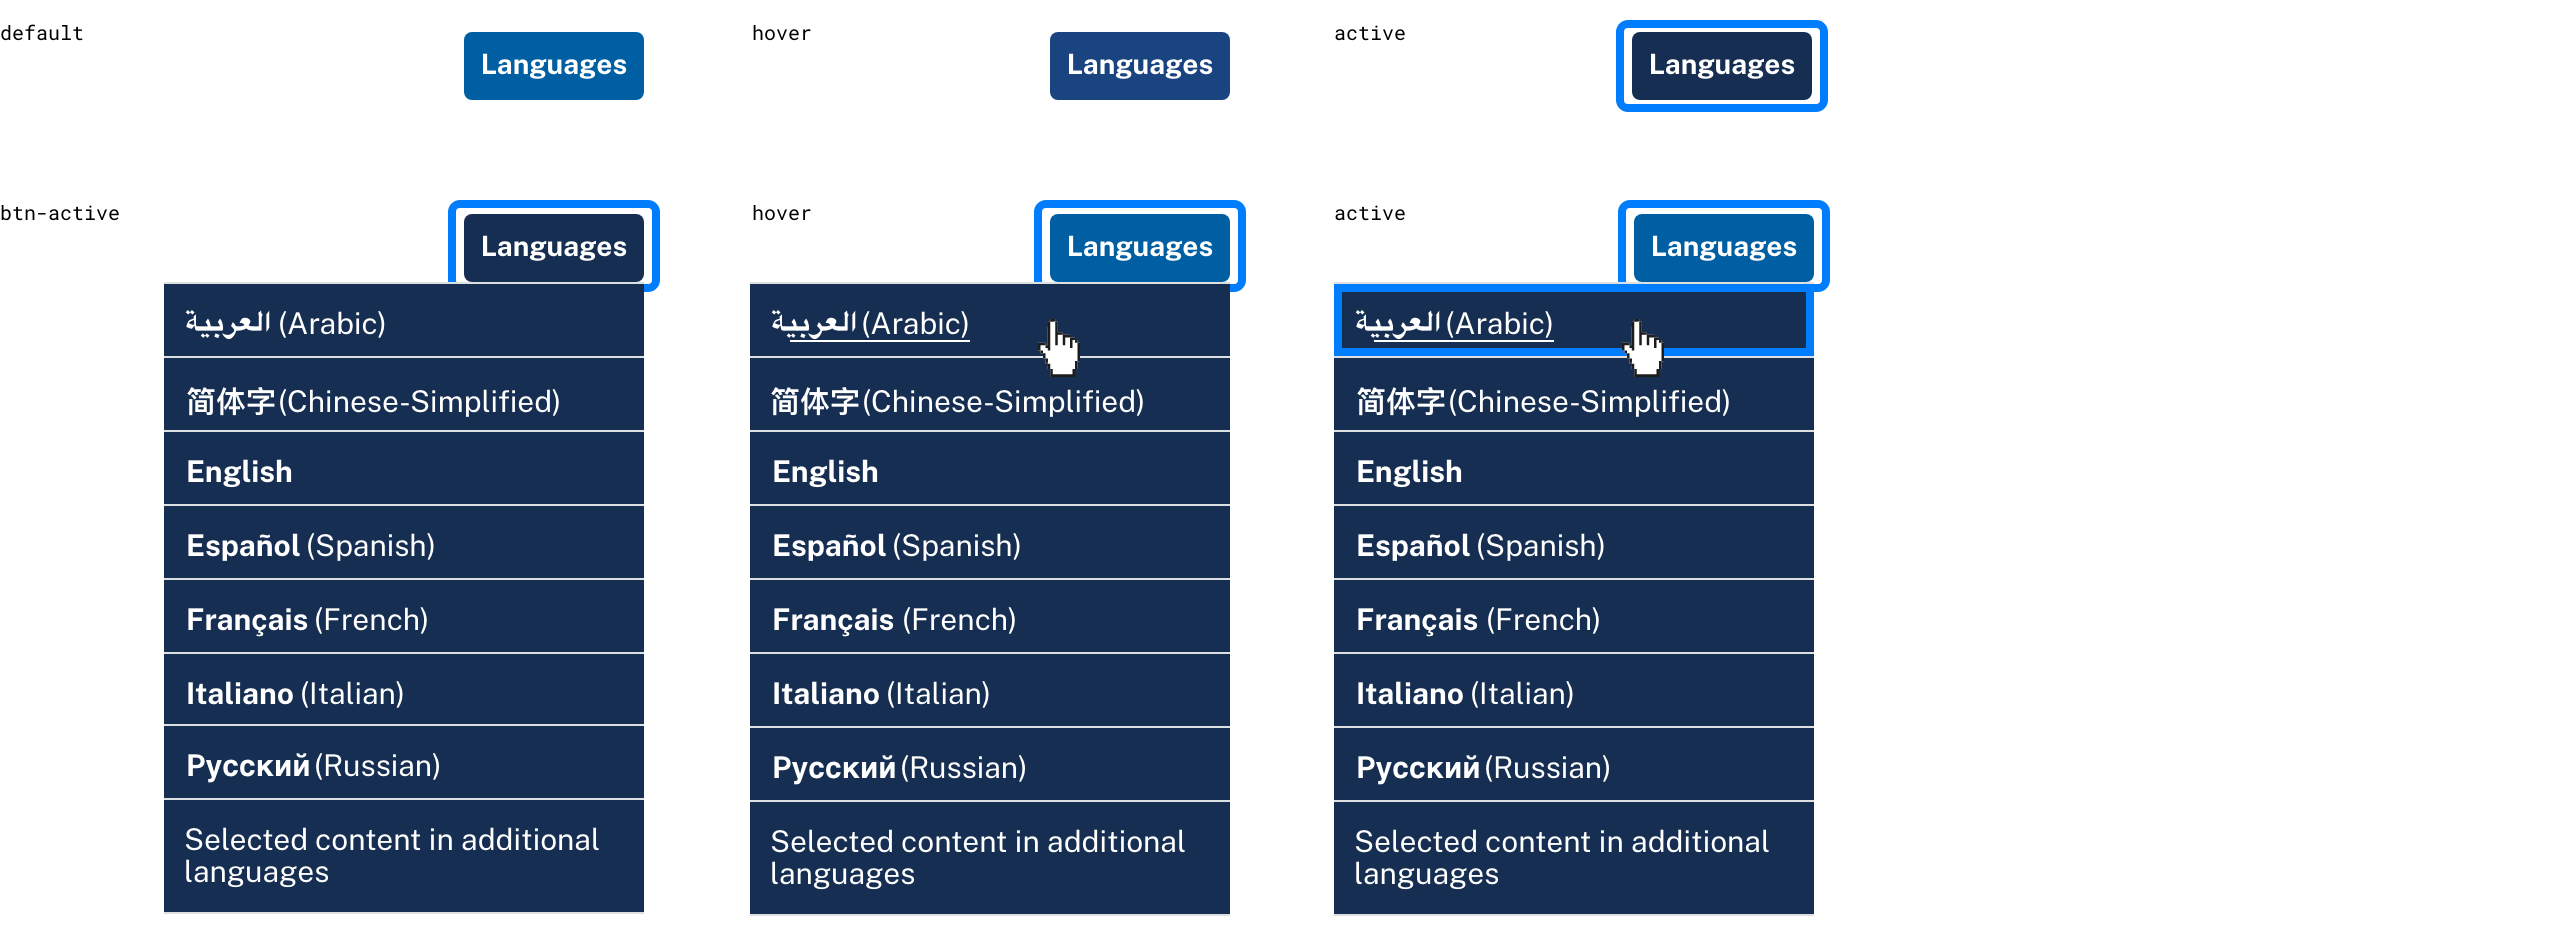 default
Languages
hover
Languages
active
Languages
btn-active
Languages
العربية (Arabic)
简体字(Chinese-Simplified)
English
Español (Spanish)
Français (French)
Italiano (Italian)
Русский (Russian)
Selected content in additional
languages
hover
Languages
العربية (Arabic)
简体字(Chinese-Simplified)
English
Español (Spanish)
Français (French)
Italiano (Italian)
Русский (Russian)
Selected content in additional
languages
active
Languages
العربية (Arabic)
简体字(Chinese-Simplified)
English
Español (Spanish)
Français (French)
Italiano (Italian)
Русский (Russian)
Selected content in additional
languages